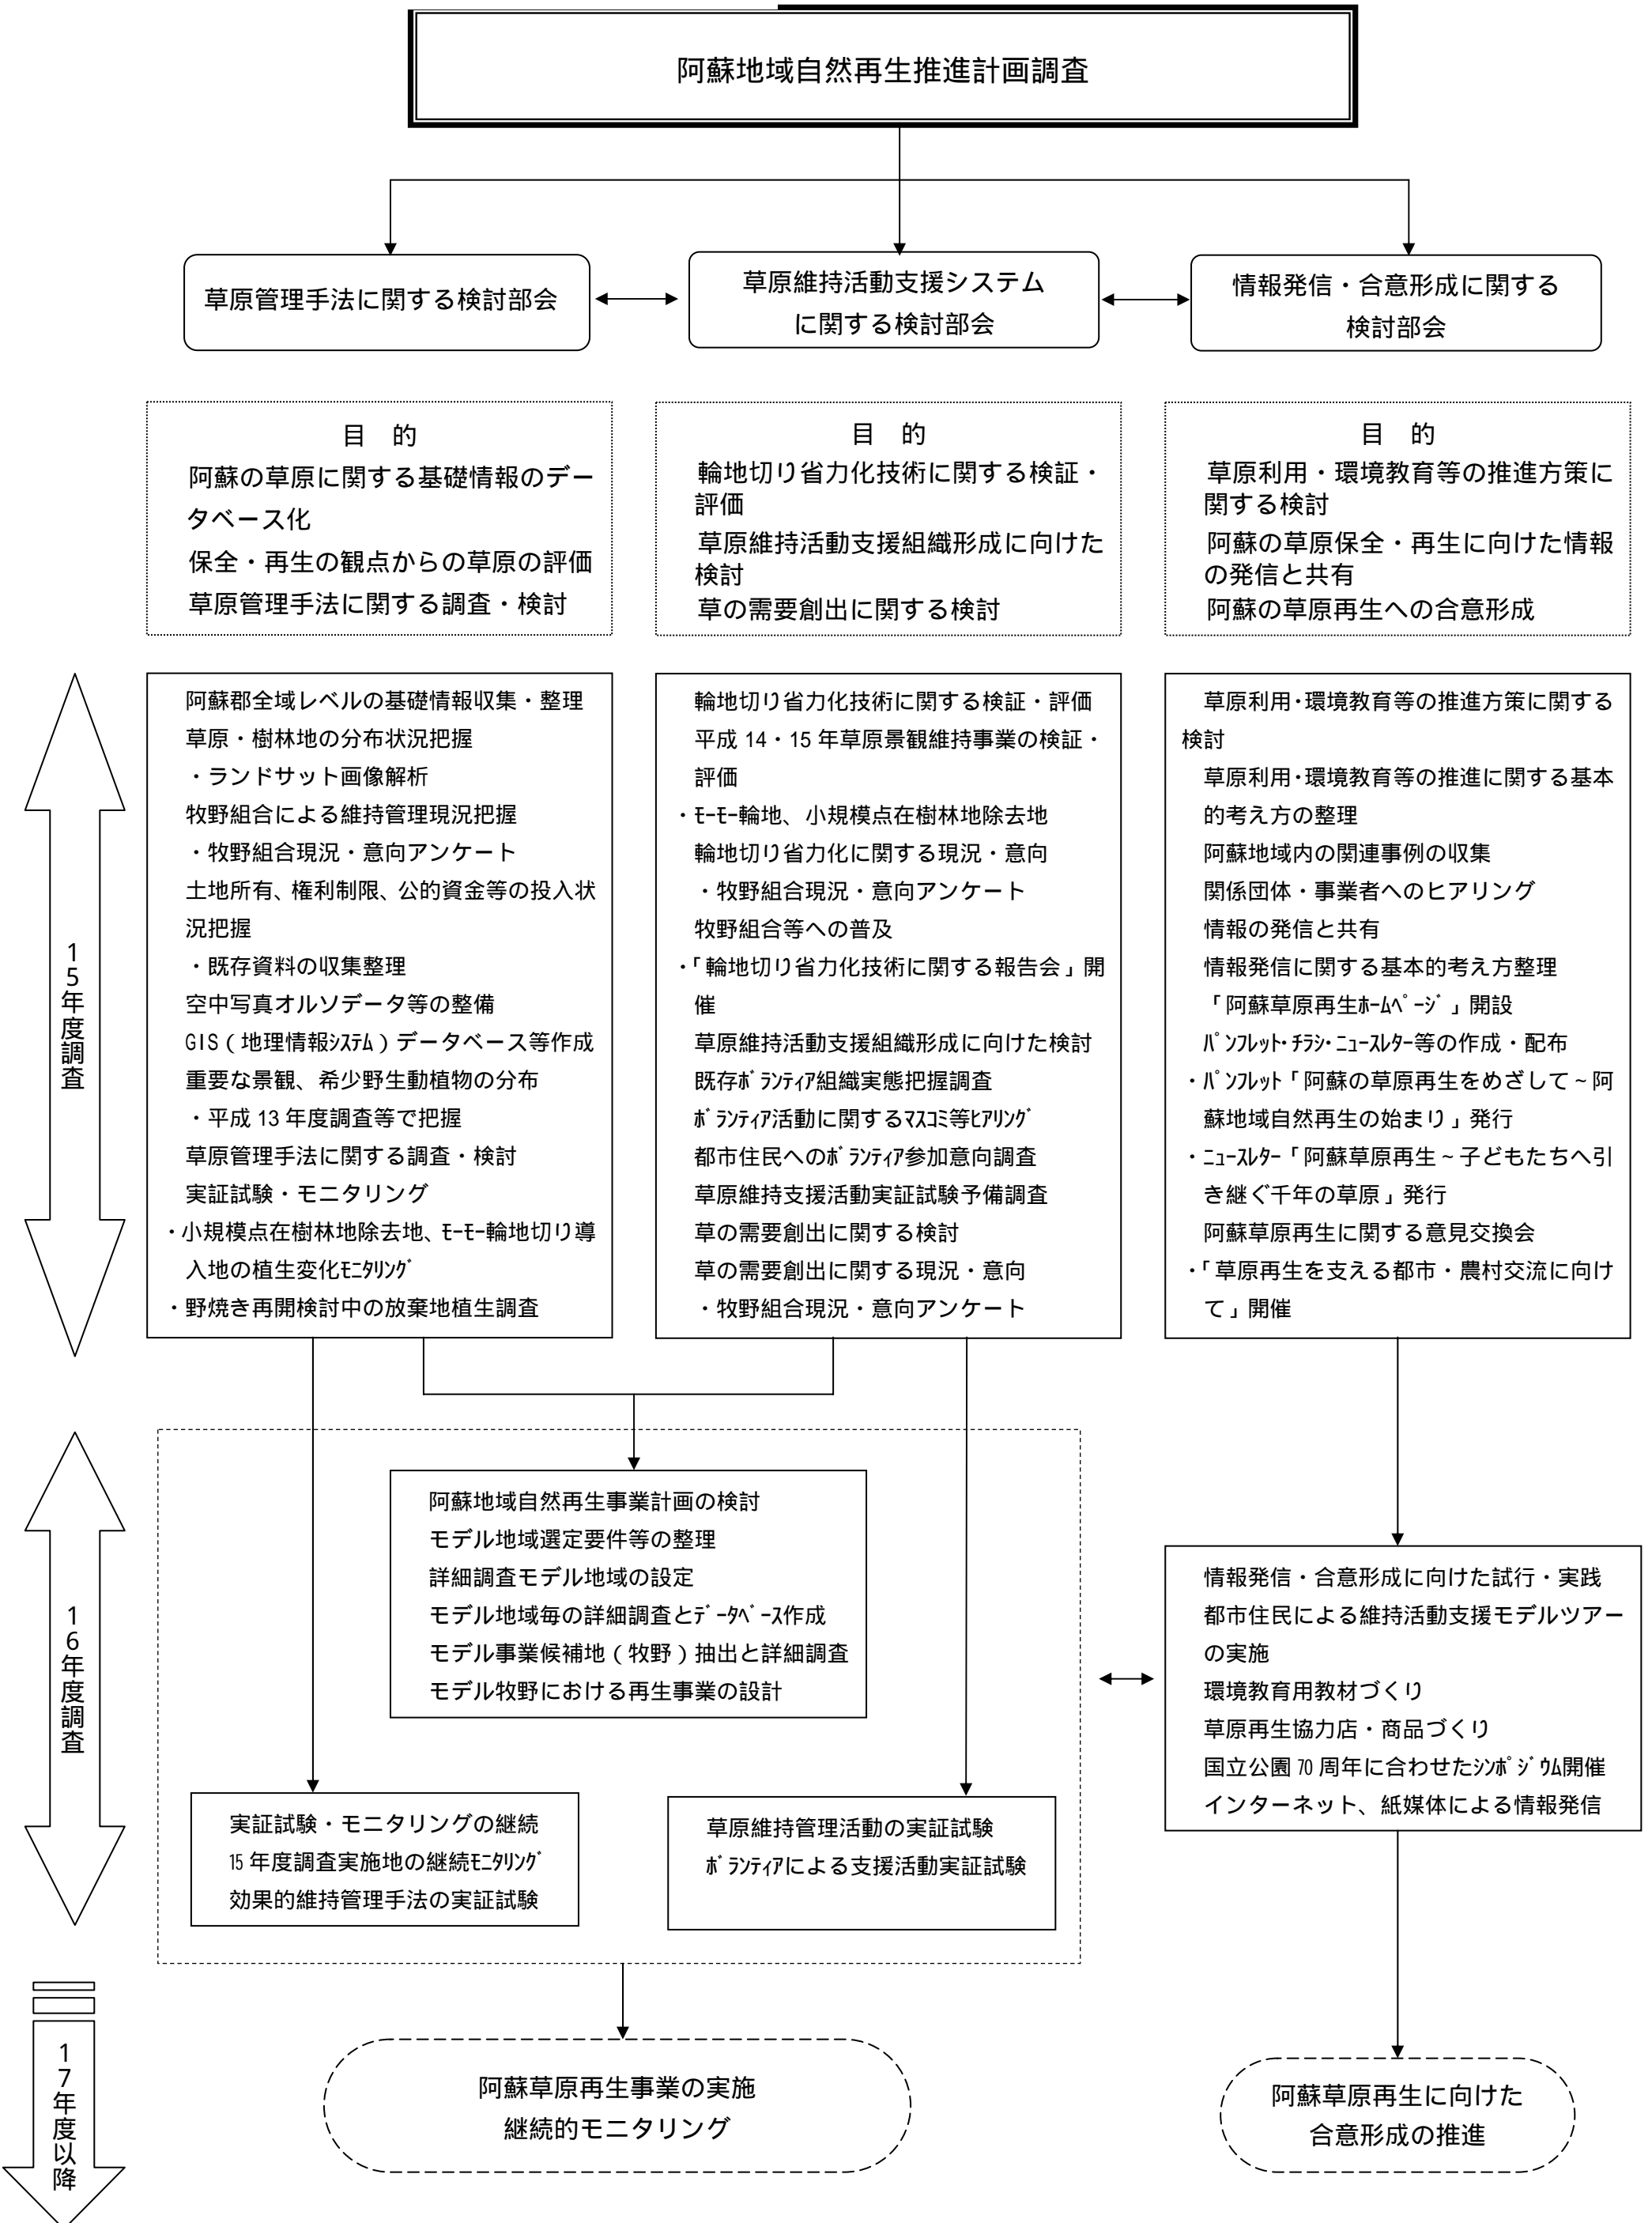 阿蘇地域自然再生推進計画調査
草原管理手法に関する検討部会
草原維持活動支援システム
に関する検討部会
情報発信・合意形成に関する
検討部会
目　的
阿蘇の草原に関する基礎情報のデー
タベース化
保全・再生の観点からの草原の評価
草原管理手法に関する調査・検討
目　的
輪地切り省力化技術に関する検証・
評価
草原維持活動支援組織形成に向けた
検討
草の需要創出に関する検討
目　的
草原利用・環境教育等の推進方策に
関する検討
阿蘇の草原保全・再生に向けた情報
の発信と共有
阿蘇の草原再生への合意形成
15年度調査
阿蘇郡全域レベルの基礎情報収集・整理
草原・樹林地の分布状況把握
・ランドサット画像解析
牧野組合による維持管理現況把握
・牧野組合現況・意向アンケート
土地所有、権利制限、公的資金等の投入状
況把握
・既存資料の収集整理
空中写真オルソデータ等の整備
GIS（地理情報ｼｽﾃﾑ）データベース等作成
重要な景観、希少野生動植物の分布
・平成 13 年度調査等で把握
草原管理手法に関する調査・検討
実証試験・モニタリング
・小規模点在樹林地除去地、ﾓｰﾓｰ輪地切り導
入地の植生変化ﾓﾆﾀﾘﾝｸﾞ
・野焼き再開検討中の放棄地植生調査
輪地切り省力化技術に関する検証・評価
平成 14・15 年草原景観維持事業の検証・
評価
・ﾓｰﾓｰ輪地、小規模点在樹林地除去地
輪地切り省力化に関する現況・意向
・牧野組合現況・意向アンケート
牧野組合等への普及
・「輪地切り省力化技術に関する報告会」開
催
草原維持活動支援組織形成に向けた検討
既存ﾎﾞﾗﾝﾃｨｱ組織実態把握調査
ﾎﾞﾗﾝﾃｨｱ活動に関するﾏｽｺﾐ等ﾋｱﾘﾝｸﾞ
都市住民へのﾎﾞﾗﾝﾃｨｱ参加意向調査
草原維持支援活動実証試験予備調査
草の需要創出に関する検討
草の需要創出に関する現況・意向
・牧野組合現況・意向アンケート
草原利用・環境教育等の推進方策に関する
検討
草原利用・環境教育等の推進に関する基本
的考え方の整理
阿蘇地域内の関連事例の収集
関係団体・事業者へのヒアリング
情報の発信と共有
情報発信に関する基本的考え方整理
「阿蘇草原再生ﾎｰﾑﾍﾟｰｼﾞ」開設
ﾊﾟﾝﾌﾚｯﾄ・ﾁﾗｼ・ﾆｭｰｽﾚﾀｰ等の作成・配布
・ﾊﾟﾝﾌﾚｯﾄ「阿蘇の草原再生をめざして～阿
蘇地域自然再生の始まり」発行
・ﾆｭｰｽﾚﾀｰ「阿蘇草原再生～子どもたちへ引
き継ぐ千年の草原」発行
阿蘇草原再生に関する意見交換会
・「草原再生を支える都市・農村交流に向け
て」開催
16年度調査
阿蘇地域自然再生事業計画の検討
モデル地域選定要件等の整理
詳細調査モデル地域の設定
モデル地域毎の詳細調査とﾃﾞｰﾀﾍﾞｰｽ作成
モデル事業候補地（牧野）抽出と詳細調査
モデル牧野における再生事業の設計
実証試験・モニタリングの継続
15 年度調査実施地の継続ﾓﾆﾀﾘﾝｸﾞ
効果的維持管理手法の実証試験
草原維持管理活動の実証試験
ﾎﾞﾗﾝﾃｨｱによる支援活動実証試験
情報発信・合意形成に向けた試行・実践
都市住民による維持活動支援モデルツアー
の実施
環境教育用教材づくり
草原再生協力店・商品づくり
国立公園 70 周年に合わせたｼﾝﾎﾟｼﾞｳﾑ開催
インターネット、紙媒体による情報発信
17年度以降
阿蘇草原再生事業の実施
継続的モニタリング
阿蘇草原再生に向けた
合意形成の推進